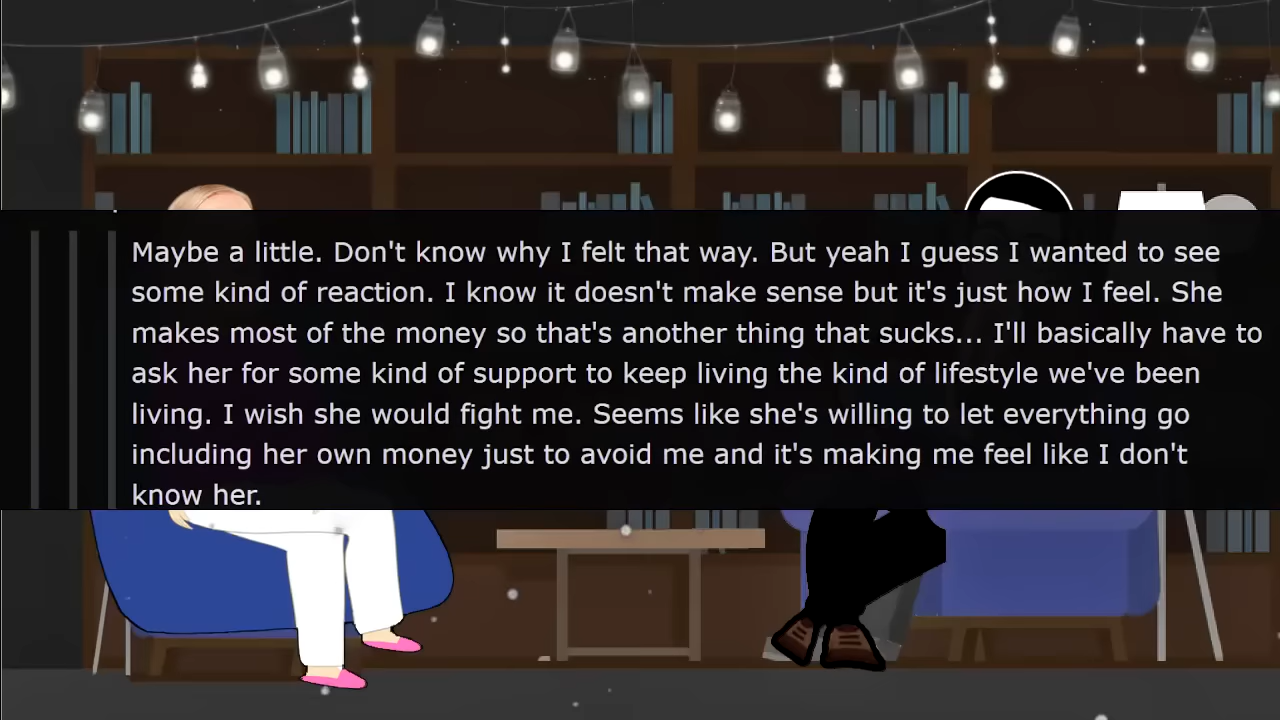 Maybe a little. Don't know why I felt that way. But yeah I guess I wanted to see
some kind of reaction. I know it doesn't make sense but it's just how I feel. She
makes most of the money so that's another thing that sucks... I'll basically have to
ask her for some kind of support to keep living the kind of lifestyle we've been
living. I wish she would fight me. Seems like she's willing to let everything go
including her own money just to avoid me and it's making me feel like I don't
know her.